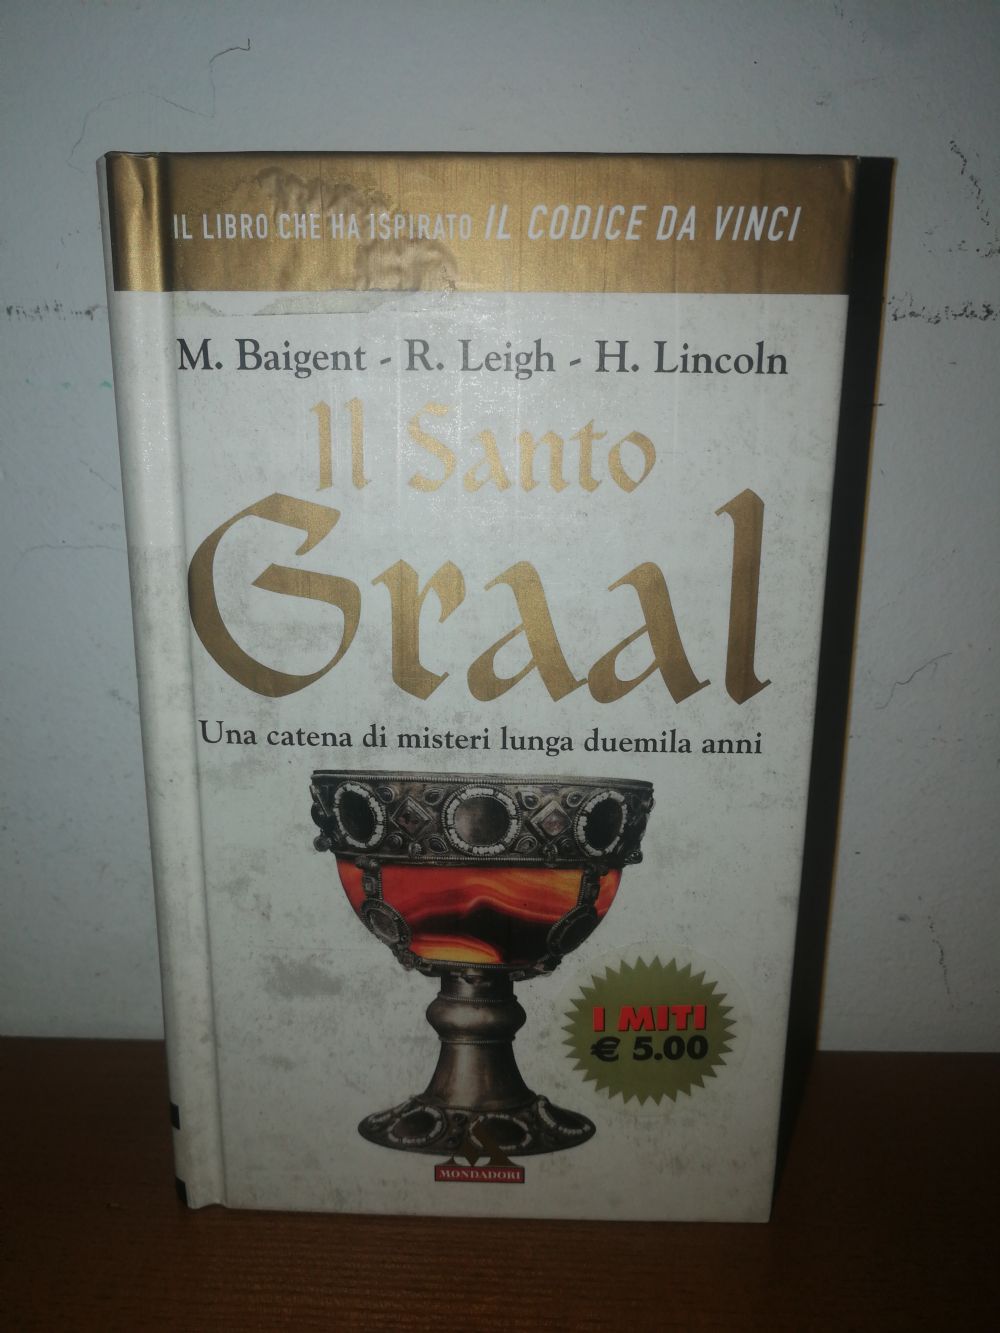 IL LIBRO CHE HA ISPIRATO IL CODICE DA VINCI
M. Baigent - R. Leigh - H. Lincoln
Il Santo
Graal
Una catena di misteri lunga duemila anni
I MITI
€ 5.00
MONDADORI